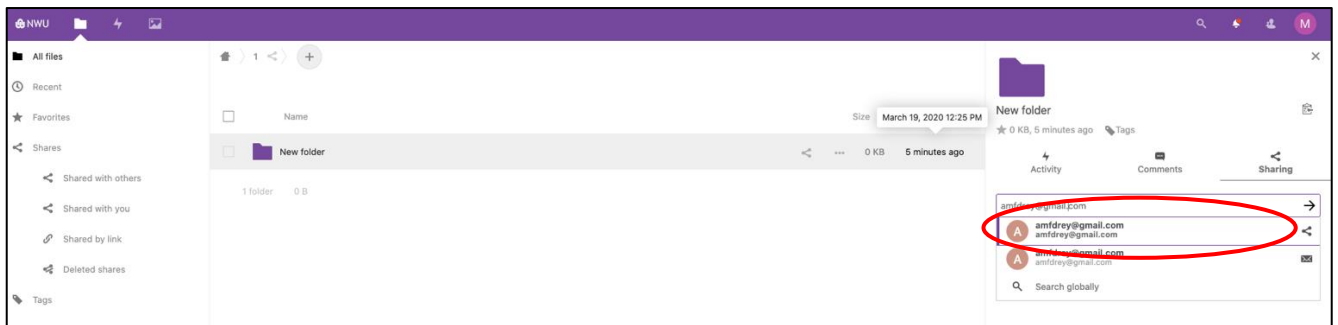 NWU
M
All files
Recent
Favorites
Shares
Shared with others
Shared with you
Shared by link
Deleted shares
Tags
1
Name
Size
March 19, 2020 12:25 PM
New folder
0 KB
5 minutes ago
1 folder 0 B
New folder
0 KB, 5 minutes ago Tags
Activity Comments Sharing
amfdrey@gmail.com
A
amfdrey@gmail.com
amfdrey@gmail.com
A
amfdrey@gmail.com
amfdrey@gmail.com
Search globally